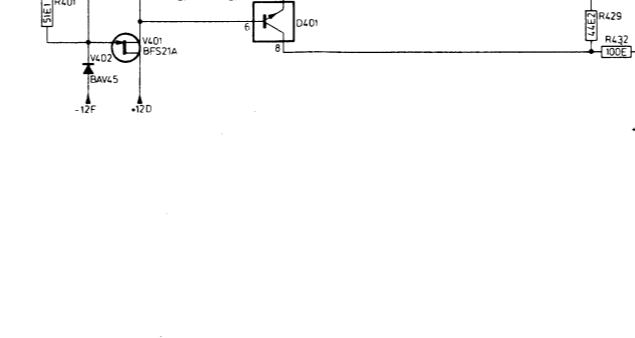 R401
51E1
6
D401
8
V401
BFS21A
V402
BAV45
-12F
+12D
R429
44E2
R432
100E